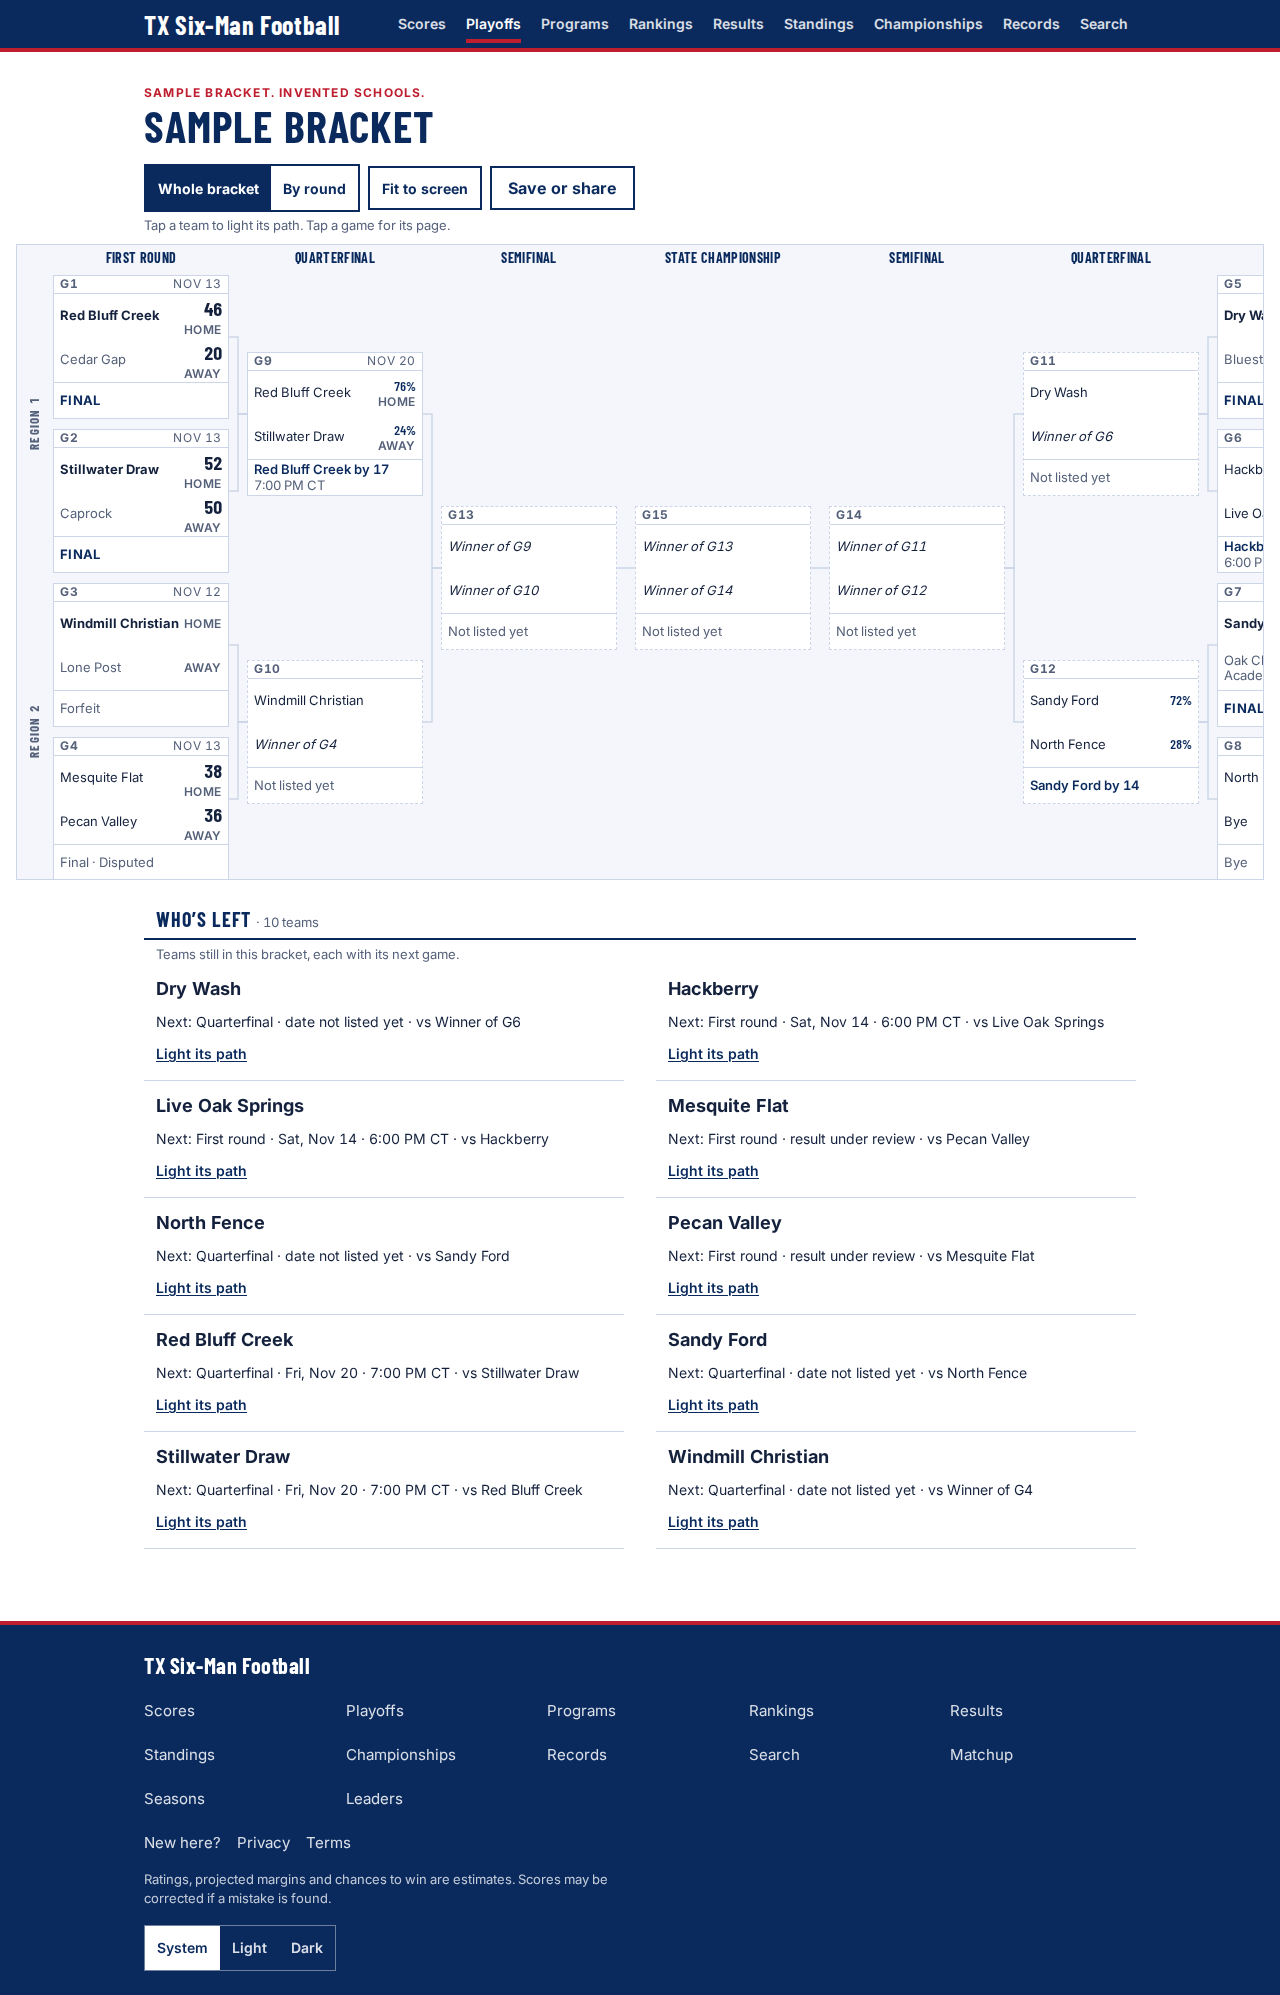 TX Six-Man Football
Scores Playoffs Programs Rankings Results Standings Championships Records Search
SAMPLE BRACKET. INVENTED SCHOOLS.
SAMPLE BRACKET
Whole bracket By round Fit to screen Save or share
Tap a team to light its path. Tap a game for its page.
FIRST ROUND QUARTERFINAL SEMIFINAL STATE CHAMPIONSHIP SEMIFINAL QUARTERFINAL
REGION 1
REGION 2
G1 NOV 13
Red Bluff Creek 46
HOME
Cedar Gap 20
AWAY
FINAL
G2 NOV 13
Stillwater Draw 52
HOME
Caprock 50
AWAY
FINAL
G3 NOV 12
Windmill Christian HOME
Lone Post AWAY
Forfeit
G4 NOV 13
Mesquite Flat 38
HOME
Pecan Valley 36
AWAY
Final · Disputed
G9 NOV 20
Red Bluff Creek 76%
HOME
Stillwater Draw 24%
AWAY
Red Bluff Creek by 17
7:00 PM CT
G10
Windmill Christian
Winner of G4
Not listed yet
G13
Winner of G9
Winner of G10
Not listed yet
G15
Winner of G13
Winner of G14
Not listed yet
G14
Winner of G11
Winner of G12
Not listed yet
G11
Dry Wash
Winner of G6
Not listed yet
G12
Sandy Ford 72%
North Fence 28%
Sandy Ford by 14
G5
Dry
Bluest
FINAL
G6
Hackb
Live O
Hackb
6:00 P
G7
Sandy
Oak Cl
Acade
FINAL
G8
North
Bye
Bye
WHO'S LEFT · 10 teams
Teams still in this bracket, each with its next game.
Dry Wash
Next: Quarterfinal · date not listed yet · vs Winner of G6
Light its path
Hackberry
Next: First round · Sat, Nov 14 · 6:00 PM CT · vs Live Oak Springs
Light its path
Live Oak Springs
Next: First round · Sat, Nov 14 · 6:00 PM CT · vs Hackberry
Light its path
Mesquite Flat
Next: First round · result under review · vs Pecan Valley
Light its path
North Fence
Next: Quarterfinal · date not listed yet · vs Sandy Ford
Light its path
Pecan Valley
Next: First round · result under review · vs Mesquite Flat
Light its path
Red Bluff Creek
Next: Quarterfinal · Fri, Nov 20 · 7:00 PM CT · vs Stillwater Draw
Light its path
Sandy Ford
Next: Quarterfinal · date not listed yet · vs North Fence
Light its path
Stillwater Draw
Next: Quarterfinal · Fri, Nov 20 · 7:00 PM CT · vs Red Bluff Creek
Light its path
Windmill Christian
Next: Quarterfinal · date not listed yet · vs Winner of G4
Light its path
TX Six-Man Football
Scores Playoffs Programs Rankings Results
Standings Championships Records Search Matchup
Seasons Leaders
New here? Privacy Terms
Ratings, projected margins and chances to win are estimates. Scores may be
corrected if a mistake is found.
System Light Dark